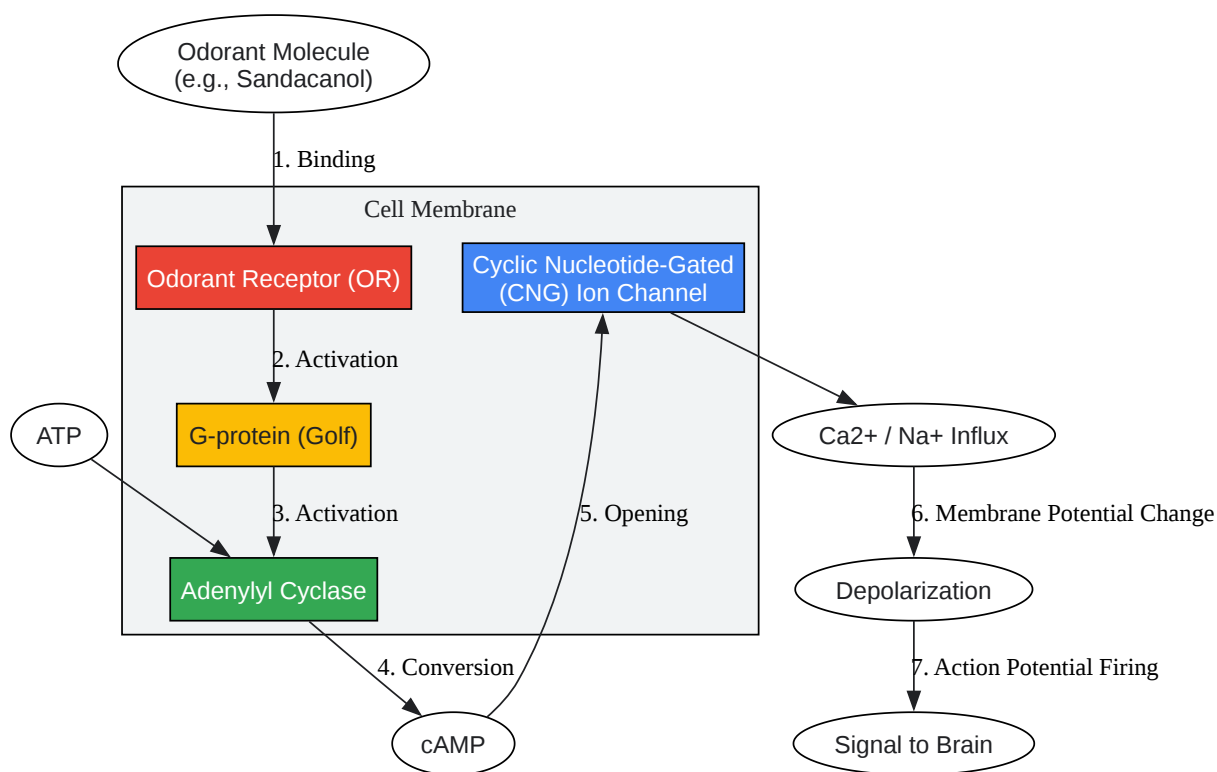 Odorant Molecule
(e.g., Sandacanol)
1. Binding
Cell Membrane
Odorant Receptor (OR)
Cyclic Nucleotide-Gated
(CNG) Ion Channel
2. Activation
ATP
G-protein (Golf)
Ca2+ / Na+ Influx
3. Activation
5. Opening
6. Membrane Potential Change
Adenylyl Cyclase
Depolarization
4. Conversion
7. Action Potential Firing
cAMP
Signal to Brain